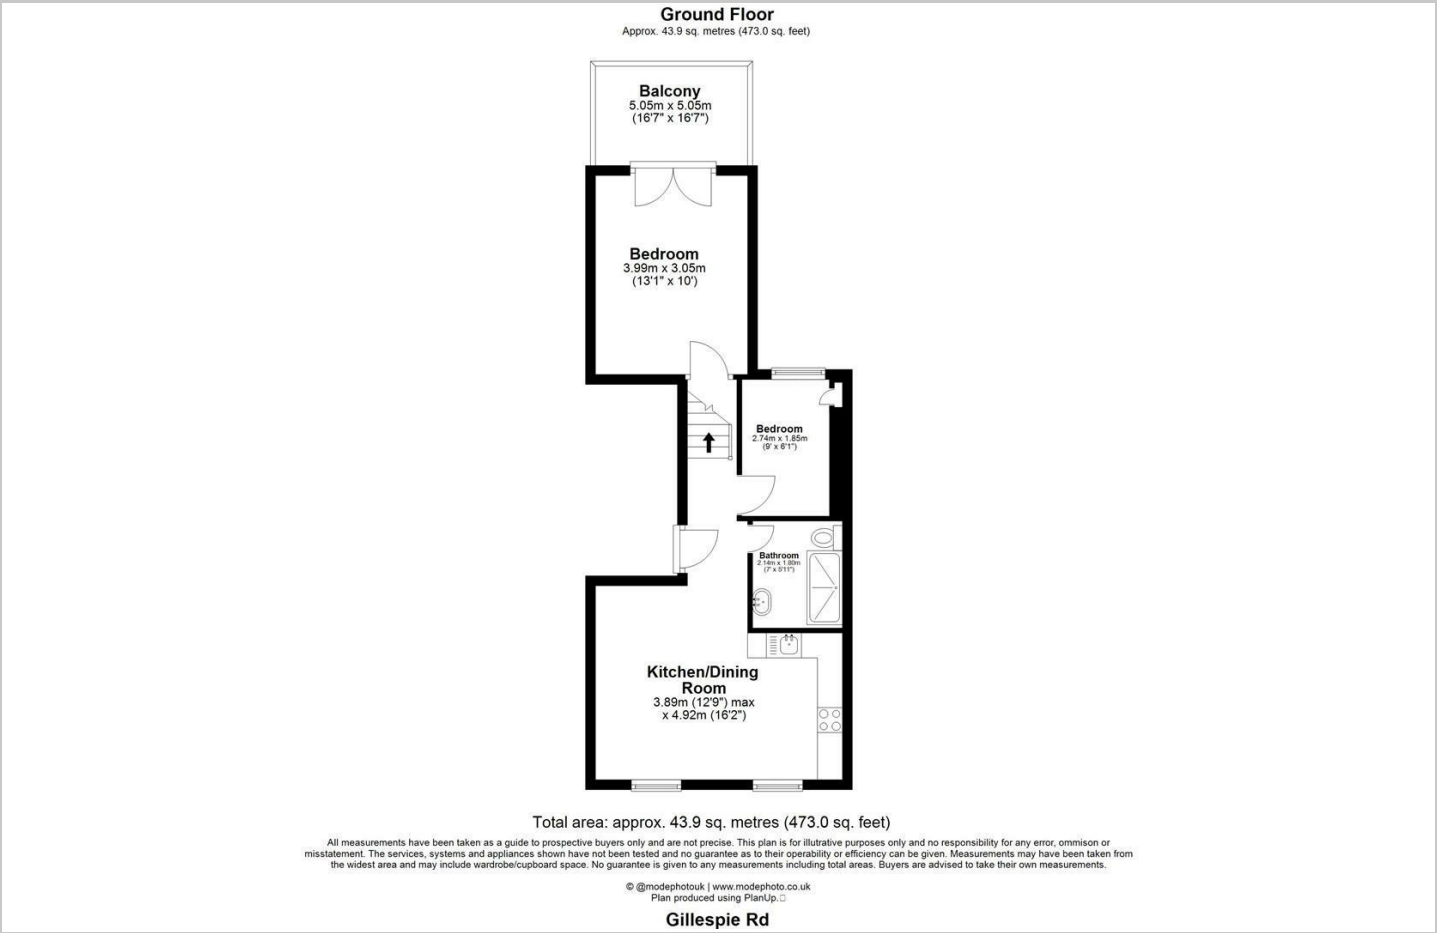 Ground Floor
Approx. 43.9 sq. metres (473.0 sq. feet)
Balcony
5.05m x 5.05m
(16'7" x 16'7")
Bedroom
3.99m x 3.05m
(13'1" x 10')
Bedroom
2.74m x 1.85m
(9' x 6'1")
Bathroom
2.14m x 1.80m
(7' x 5'11")
Kitchen/Dining
Room
3.89m (12'9") max
x 4.92m (16'2")
Total area: approx. 43.9 sq. metres (473.0 sq. feet)
All measurements have been taken as a guide to prospective buyers only and are not precise. This plan is for illutrative purposes only and no responsibility for any error, ommison or
misstatement. The services, systems and appliances shown have not been tested and no guarantee as to their operability or efficiency can be given. Measurements may have been taken from
the widest area and may include wardrobe/cupboard space. No guarantee is given to any measurements including total areas. Buyers are advised to take their own measurements.
© @modephotouk | www.modephoto.co.uk
Plan produced using PlanUp.
Gillespie Rd